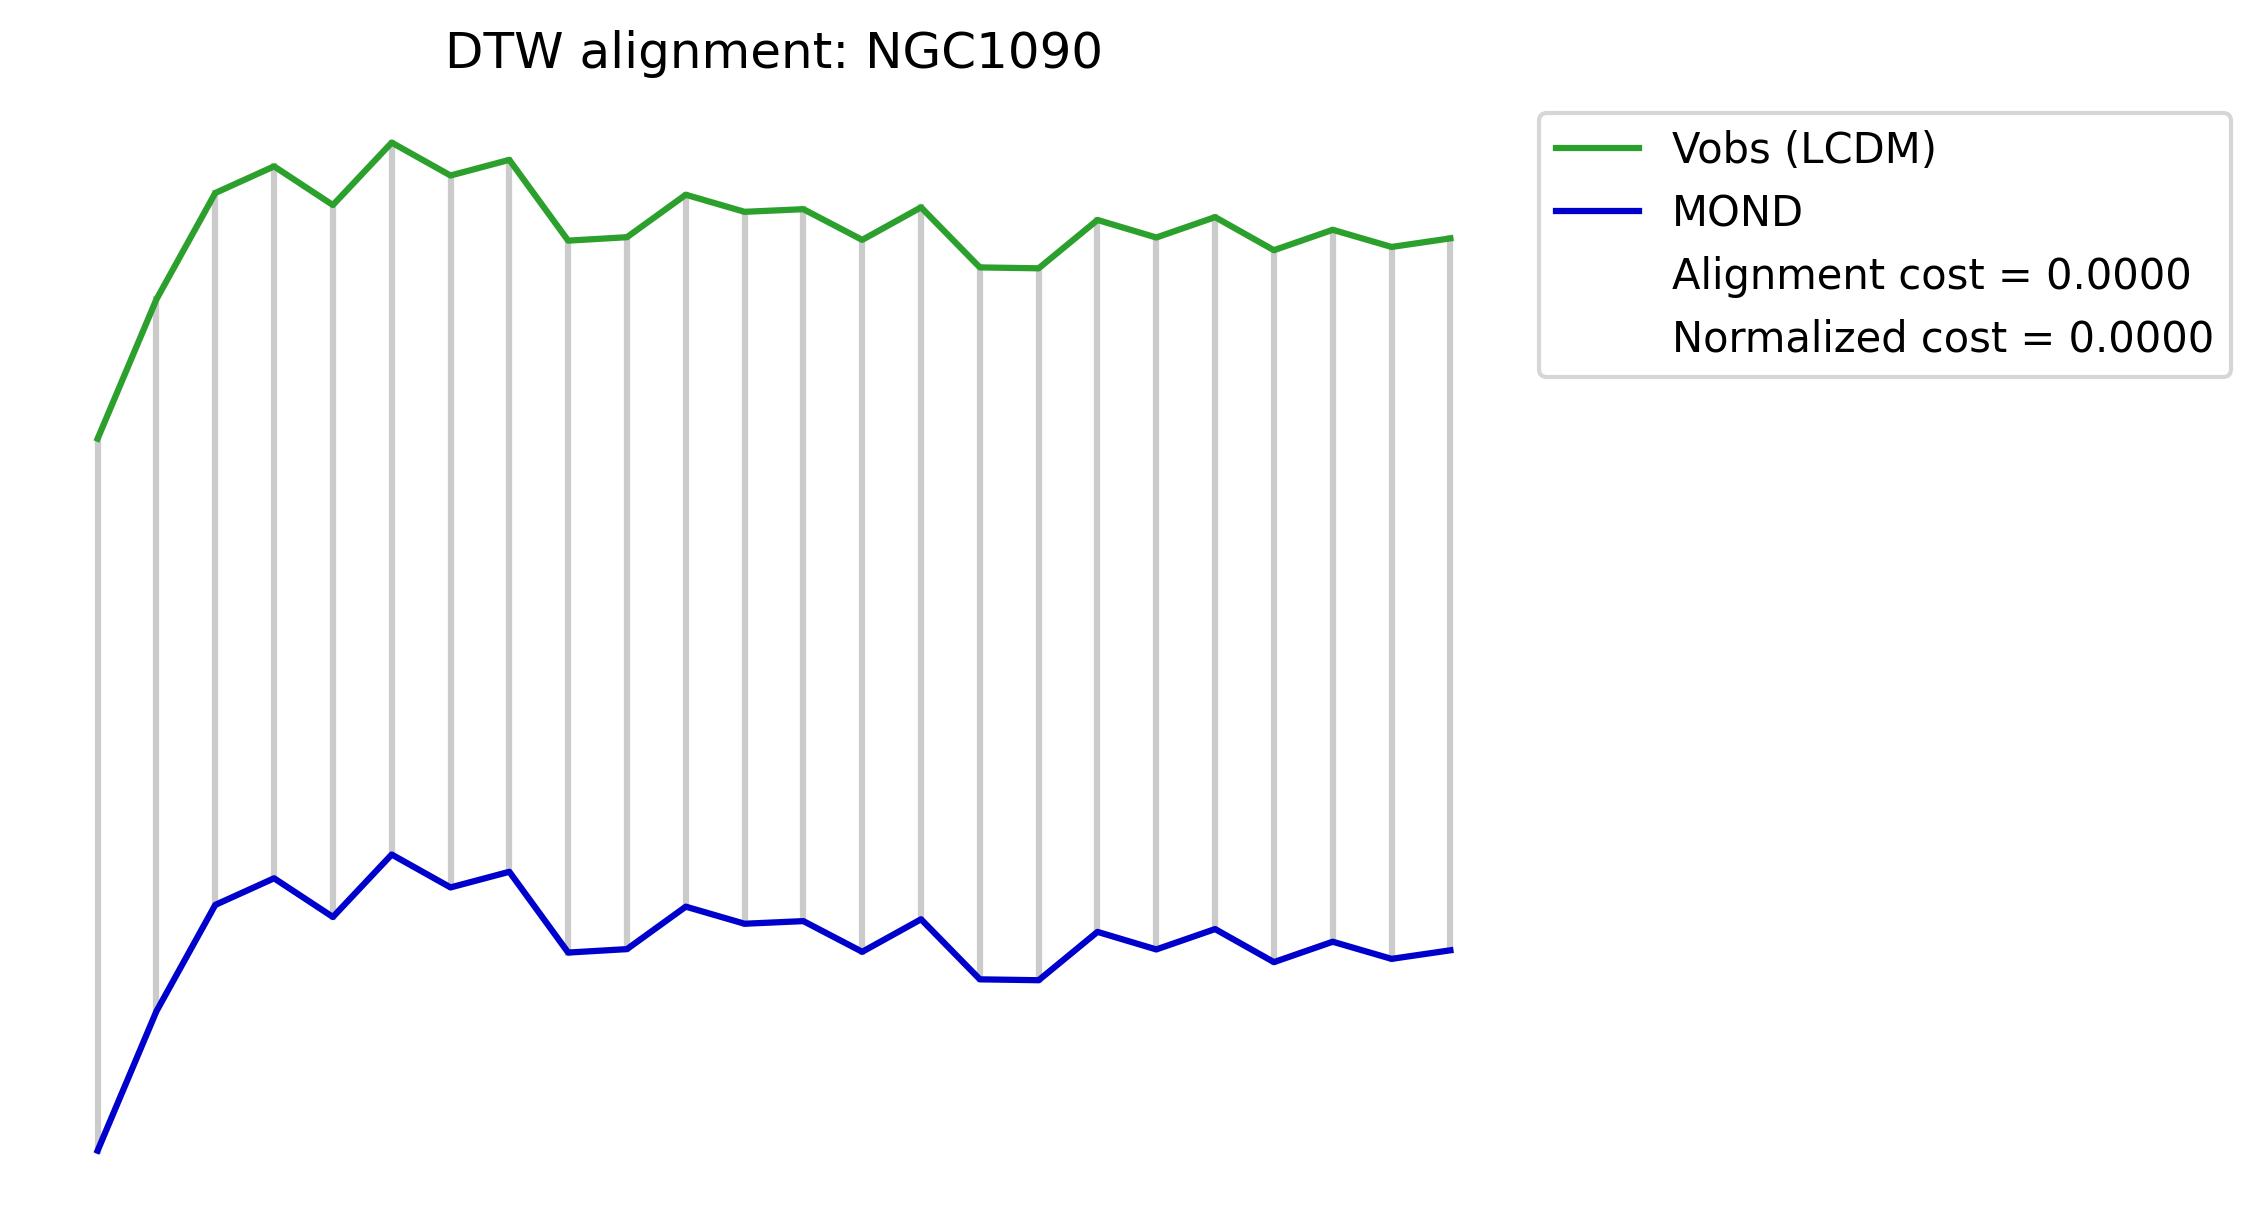 DTW alignment: NGC1090
Vobs (LCDM)
MOND
Alignment cost = 0.0000
Normalized cost = 0.0000